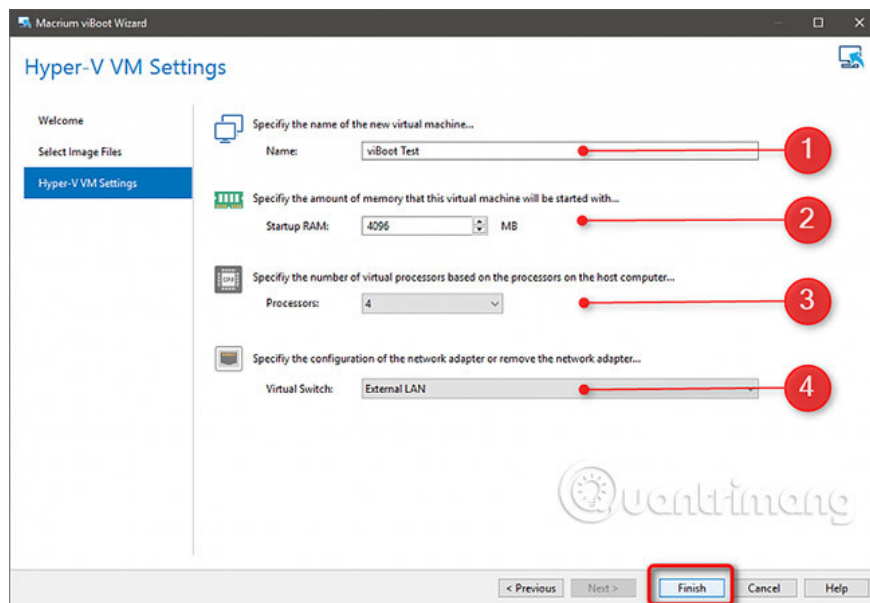 Macrium viBoot Wizard
Hyper-V VM Settings
Welcome
Select Image Files
Hyper-V VM Settings
Specifiy the name of the new virtual machine...
Name: viBoot Test
1
Specifiy the amount of memory that this virtual machine will be started with...
Startup RAM: 4096 MB
2
Specifiy the number of virtual processors based on the processors on the host computer...
Processors: 4
3
Specifiy the configuration of the network adapter or remove the network adapter...
Virtual Switch: External LAN
4
Quantrimang
< Previous Next > Finish Cancel Help